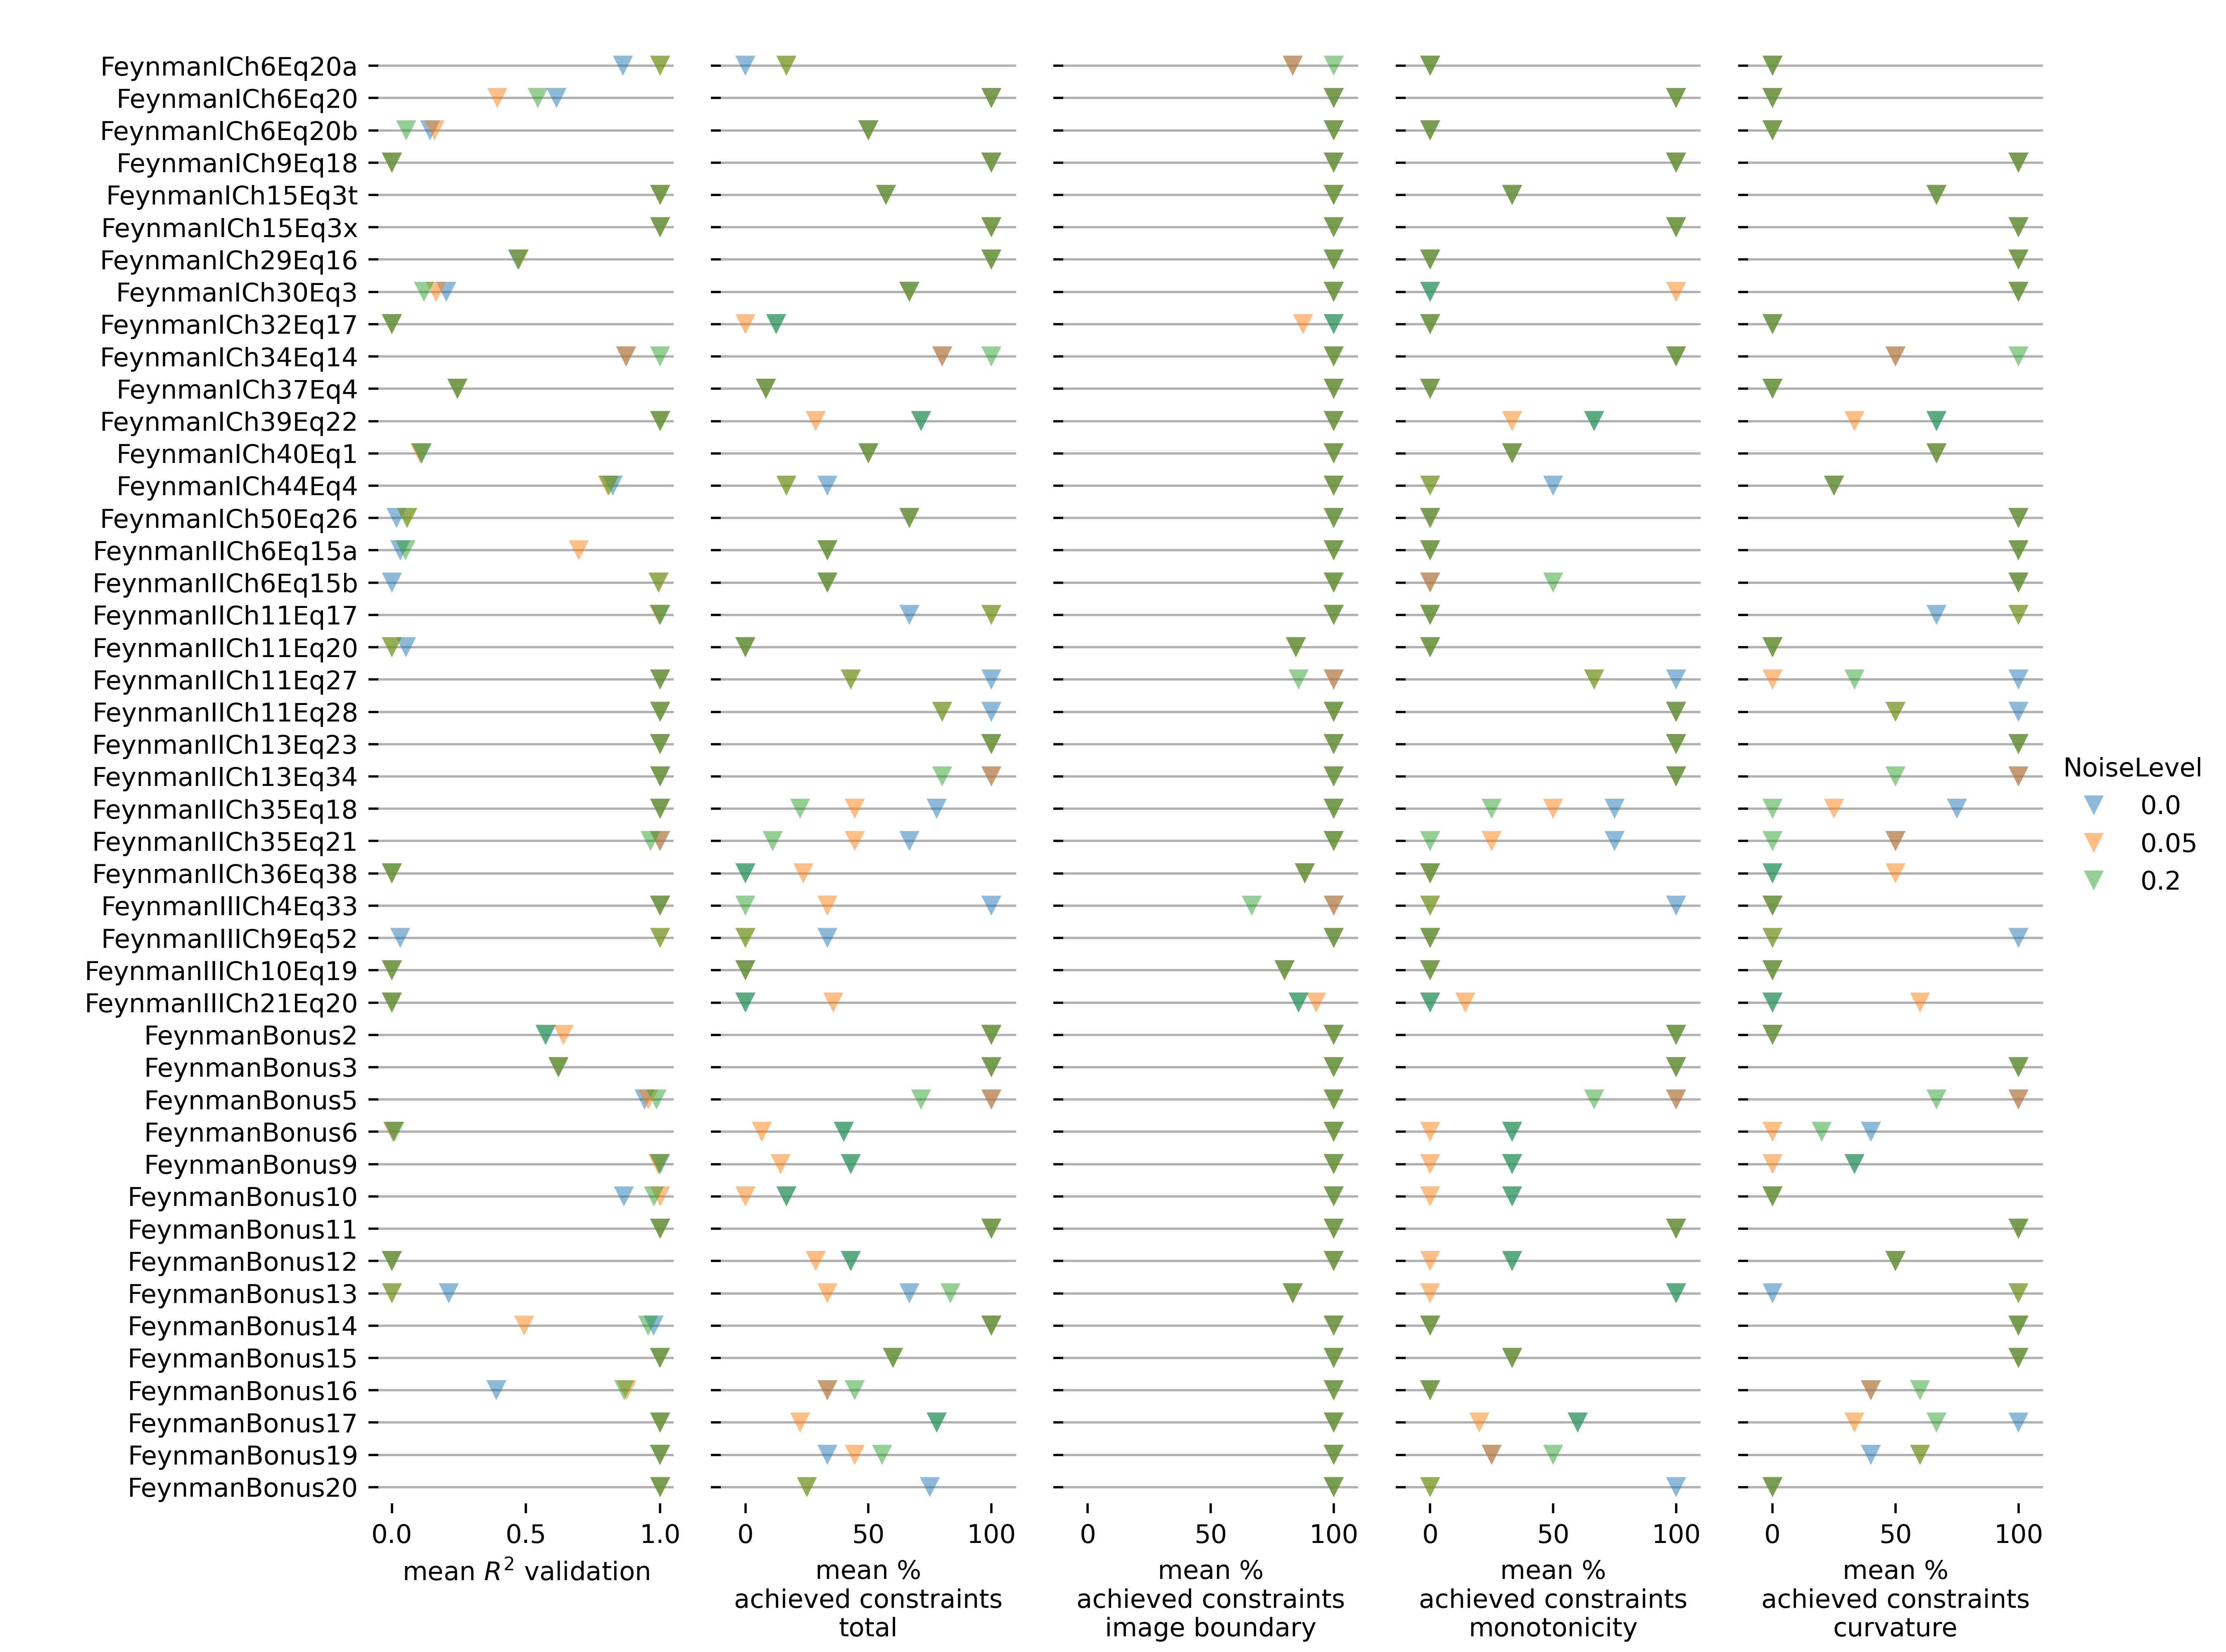 FeynmanICh6Eq20a
FeynmanICh6Eq20
FeynmanICh6Eq20b
FeynmanICh9Eq18
FeynmanICh15Eq3t
FeynmanICh15Eq3x
FeynmanICh29Eq16
FeynmanICh30Eq3
FeynmanICh32Eq17
FeynmanICh34Eq14
FeynmanICh37Eq4
FeynmanICh39Eq22
FeynmanICh40Eq1
FeynmanICh44Eq4
FeynmanICh50Eq26
FeynmanIICh6Eq15a
FeynmanIICh6Eq15b
FeynmanIICh11Eq17
FeynmanIICh11Eq20
FeynmanIICh11Eq27
FeynmanIICh11Eq28
FeynmanIICh13Eq23
FeynmanIICh13Eq34
FeynmanIICh35Eq18
FeynmanIICh35Eq21
FeynmanIICh36Eq38
FeynmanIIICh4Eq33
FeynmanIIICh9Eq52
FeynmanIIICh10Eq19
FeynmanIIICh21Eq20
FeynmanBonus2
FeynmanBonus3
FeynmanBonus5
FeynmanBonus6
FeynmanBonus9
FeynmanBonus10
FeynmanBonus11
FeynmanBonus12
FeynmanBonus13
FeynmanBonus14
FeynmanBonus15
FeynmanBonus16
FeynmanBonus17
FeynmanBonus19
FeynmanBonus20
0.0 0.5 1.0
mean R² validation
0 50 100
mean %
achieved constraints
total
0 50 100
mean %
achieved constraints
image boundary
0 50 100
mean %
achieved constraints
monotonicity
0 50 100
mean %
achieved constraints
curvature
NoiseLevel
0.0
0.05
0.2